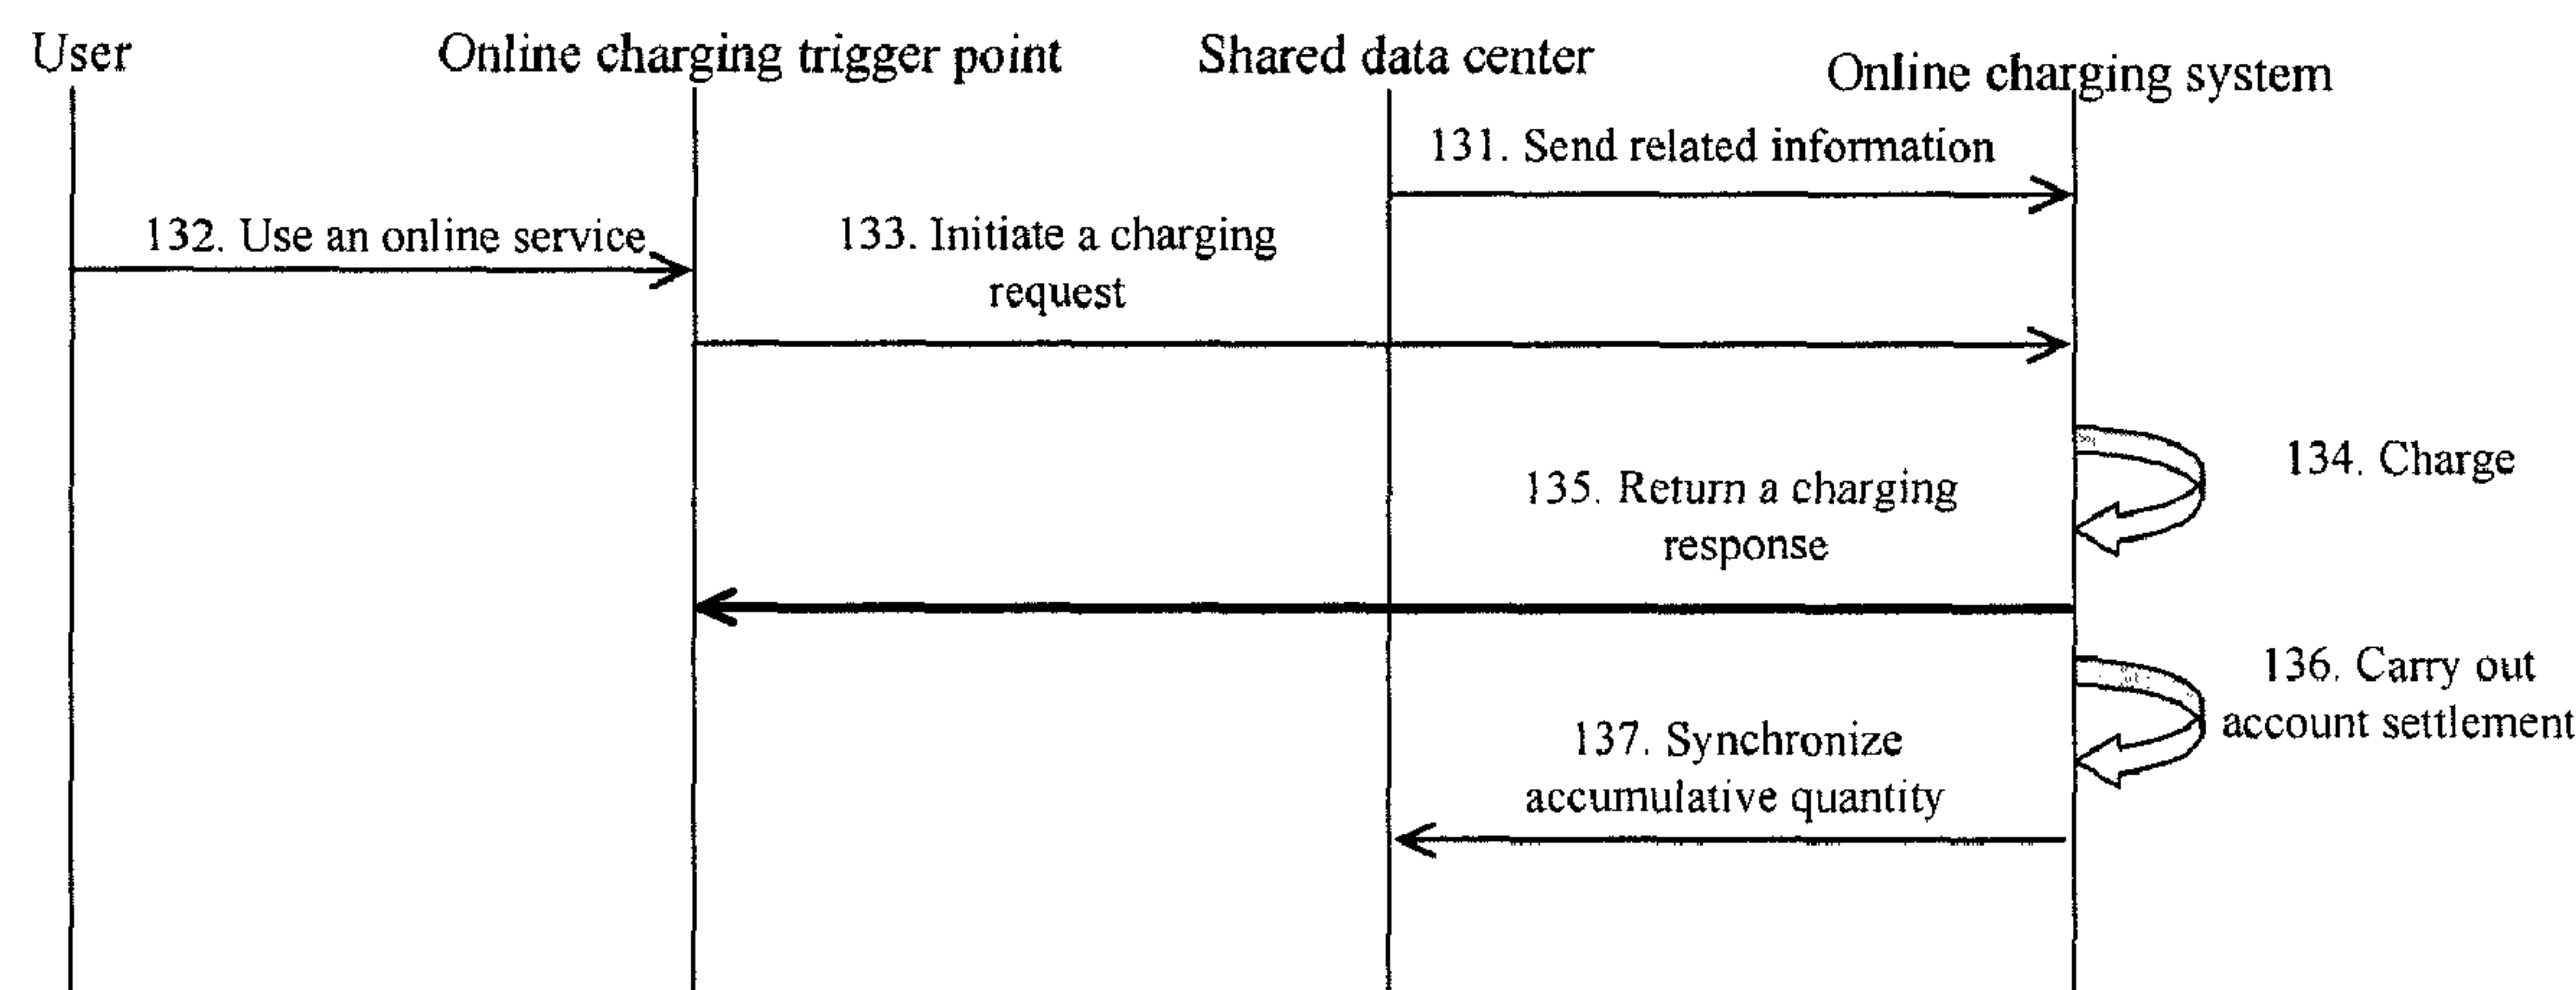 User
Online charging trigger point
Shared data center
Online charging system
131. Send related information
132. Use an online service
133. Initiate a charging
request
134. Charge
135. Return a charging
response
136. Carry out
account settlement
137. Synchronize
accumulative quantity